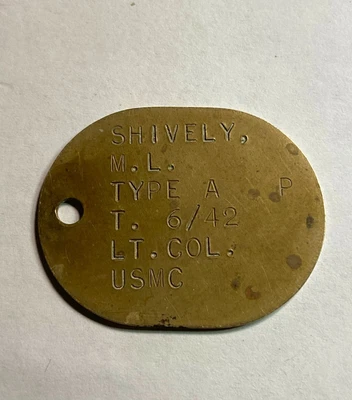 SHIVELY,
M.L.
TYPE A P
T. 6/42
LT. COL.
USMC